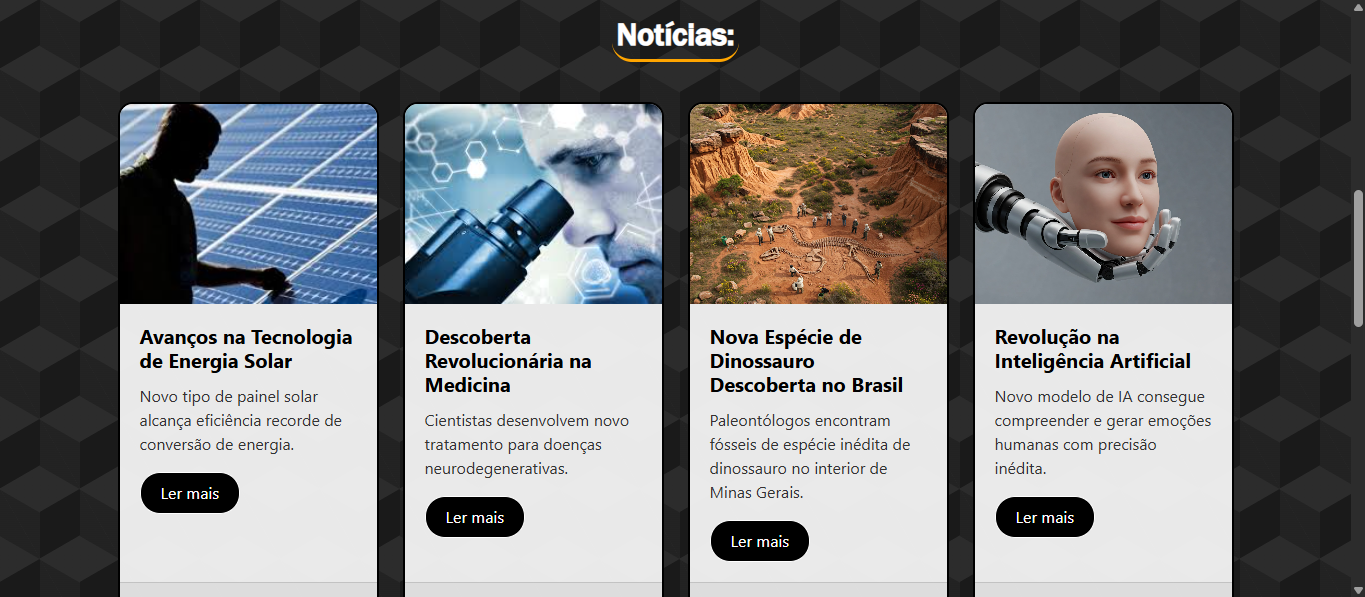 Notícias:
Avanços na Tecnologia
de Energia Solar
Novo tipo de painel solar
alcança eficiência recorde de
conversão de energia.
Ler mais
Descoberta
Revolucionária na
Medicina
Cientistas desenvolvem novo
tratamento para doenças
neurodegenerativas.
Ler mais
Nova Espécie de
Dinossauro
Descoberta no Brasil
Paleontólogos encontram
fósseis de espécie inédita de
dinossauro no interior de
Minas Gerais.
Ler mais
Revolução na
Inteligência Artificial
Novo modelo de IA consegue
compreender e gerar emoções
humanas com precisão
inédita.
Ler mais